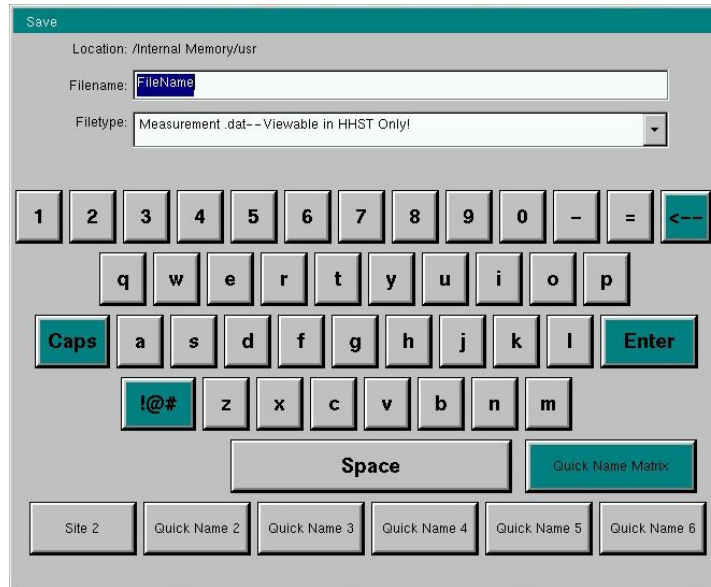 Save
Location: /Internal Memory/usr
Filename: FileName
Filetype: Measurement .dat--Viewable in HHST Only!
1 2 3 4 5 6 7 8 9 0 - = <--
q w e r t y u i o p
Caps a s d f g h j k l Enter
!@# z x c v b n m
Space Quick Name Matrix
Site 2 Quick Name 2 Quick Name 3 Quick Name 4 Quick Name 5 Quick Name 6